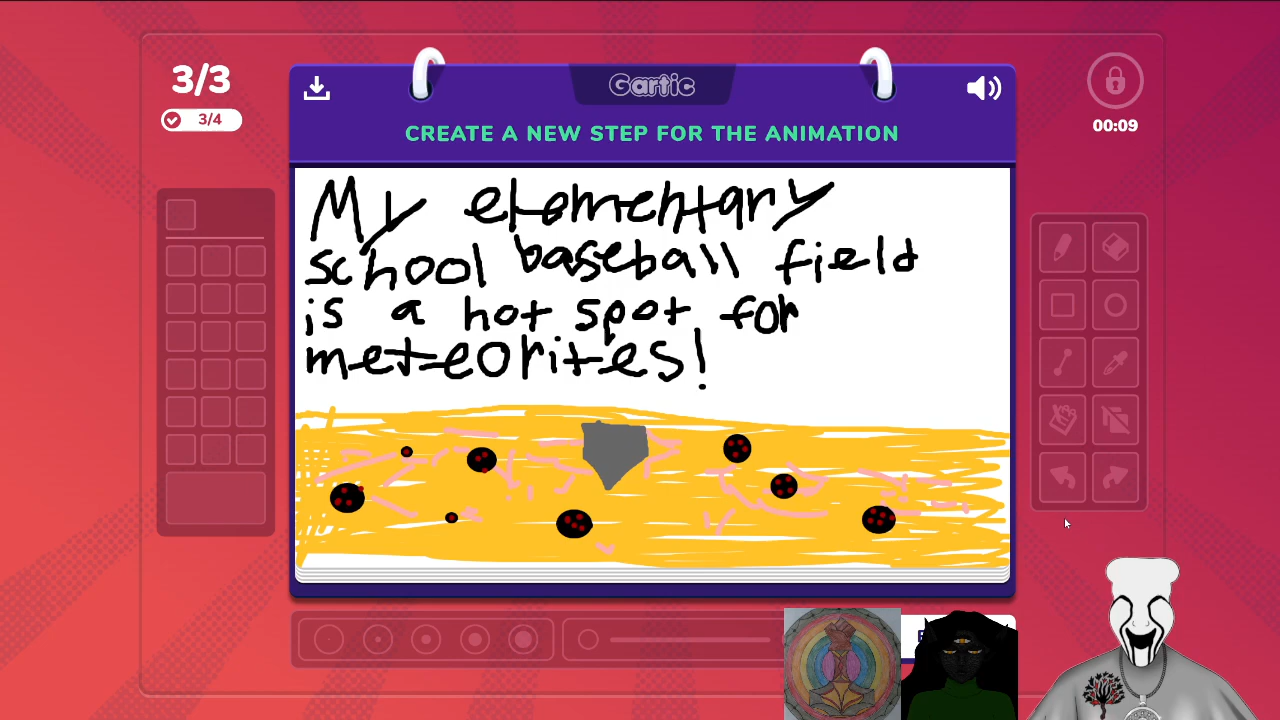 3/3
3/4
Gartic
CREATE A NEW STEP FOR THE ANIMATION
00:09
My elementary
school baseball field
is a hot spot for
meteorites!